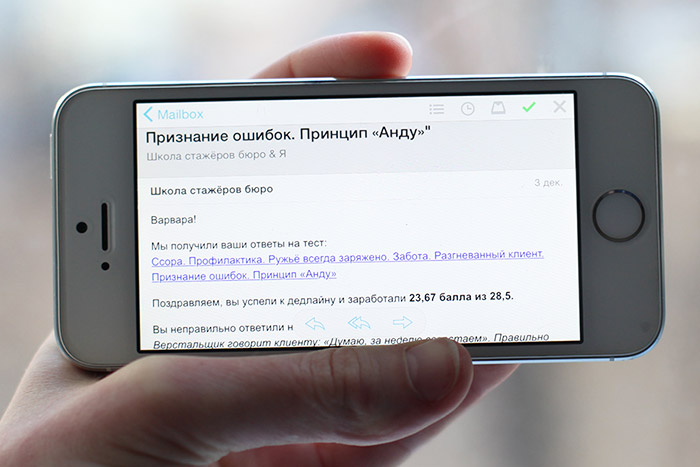 Mailbox
Признание ошибок. Принцип «Анду»"
Школа стажёров бюро & Я
Школа стажёров бюро
3 дек.
Варвара!
Мы получили ваши ответы на тест:
Ссора. Профилактика. Ружьё всегда заряжено. Забота. Разгневанный клиент.
Признание ошибок. Принцип «Анду»
Поздравляем, вы успели к дедлайну и заработали 23,67 балла из 28,5.
Вы неправильно ответили н
Верстальщик говорит клиенту: «Думаю, за неделю Правильно